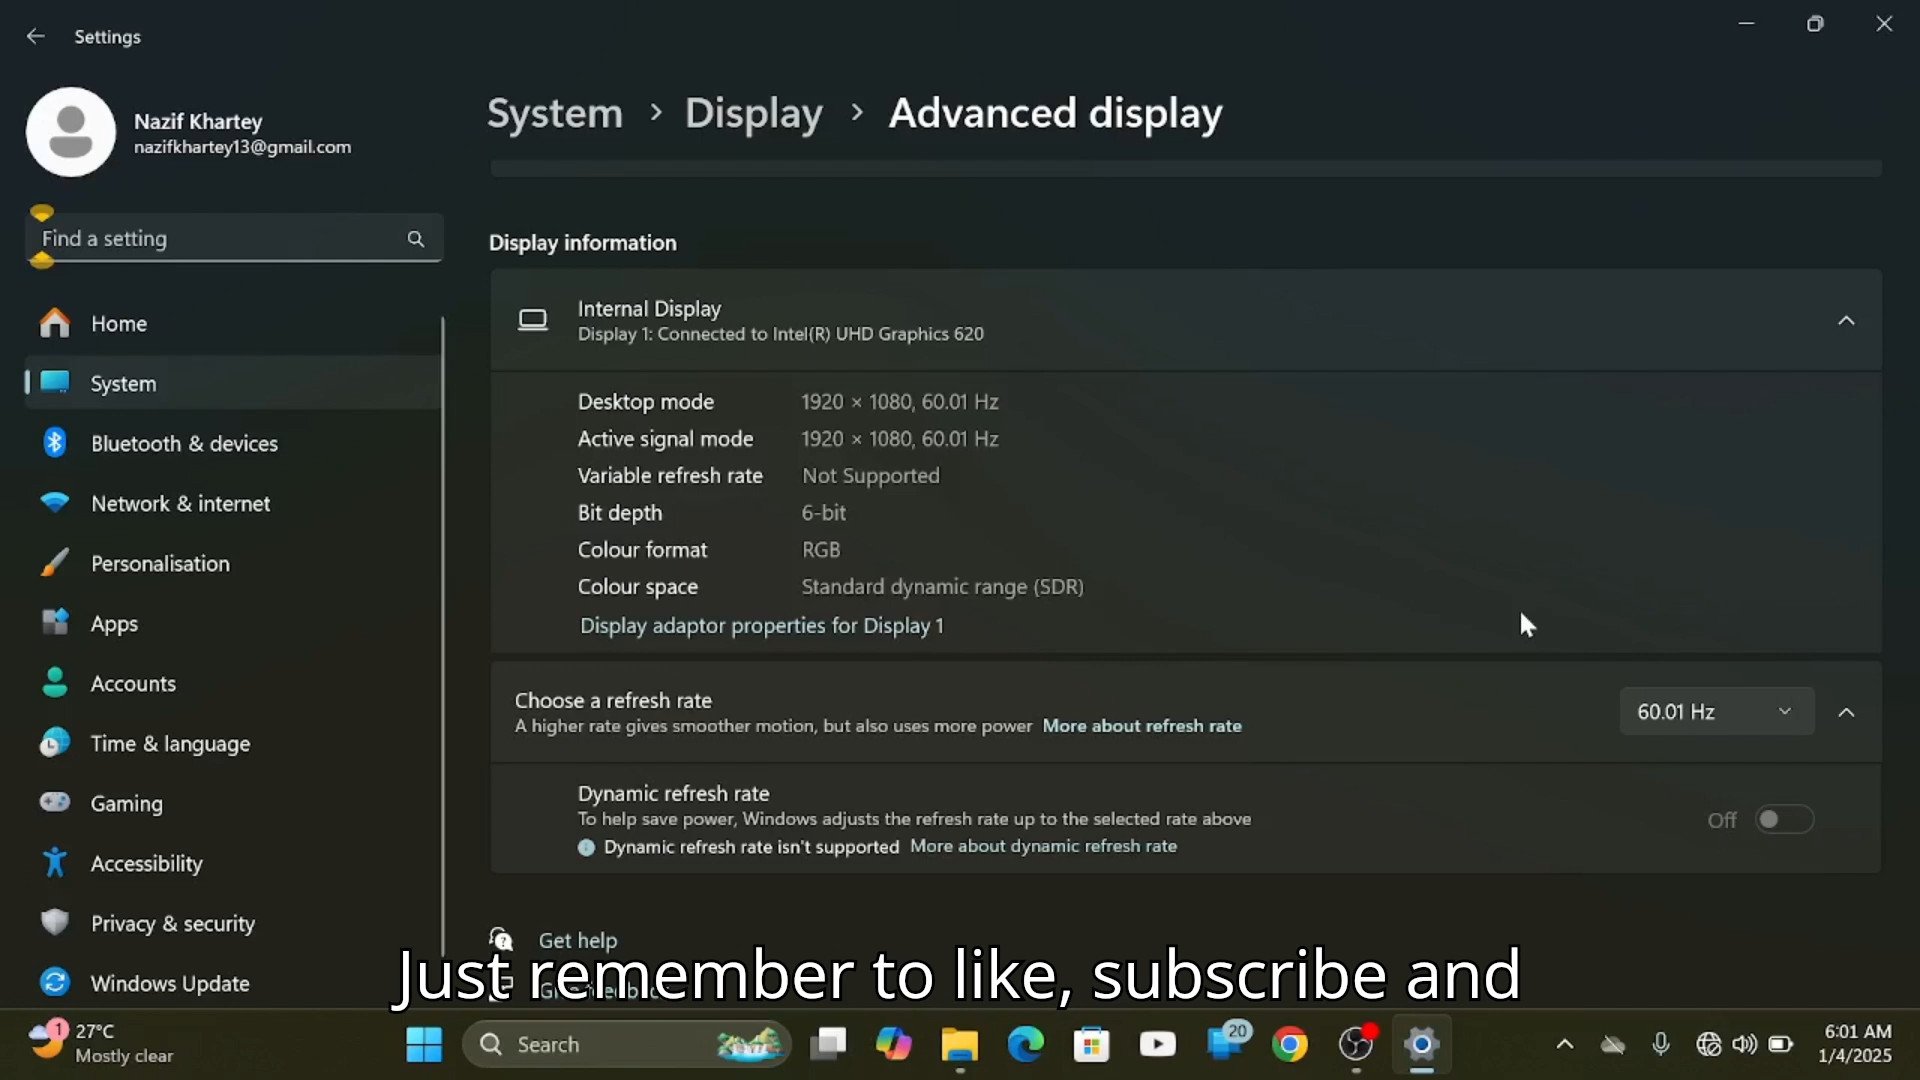 Settings
Nazif Khartey
nazifkhartey13@gmail.com
Find a setting
Home
System
Bluetooth & devices
Network & internet
Personalisation
Apps
Accounts
Time & language
Gaming
Accessibility
Privacy & security
Windows Update
System > Display > Advanced display
Display information
Internal Display
Display 1: Connected to Intel(R) UHD Graphics 620
Desktop mode 1920 × 1080, 60.01 Hz
Active signal mode 1920 × 1080, 60.01 Hz
Variable refresh rate Not Supported
Bit depth 6-bit
Colour format RGB
Colour space Standard dynamic range (SDR)
Display adaptor properties for Display 1
Choose a refresh rate
A higher rate gives smoother motion, but also uses more power More about refresh rate
60.01 Hz
Dynamic refresh rate
To help save power, Windows adjusts the refresh rate up to the selected rate above
Dynamic refresh rate isn't supported More about dynamic refresh rate
Off
Get help
Just remember to like, subscribe and
1
27°C
Mostly clear
Search
20
6:01 AM
1/4/2025